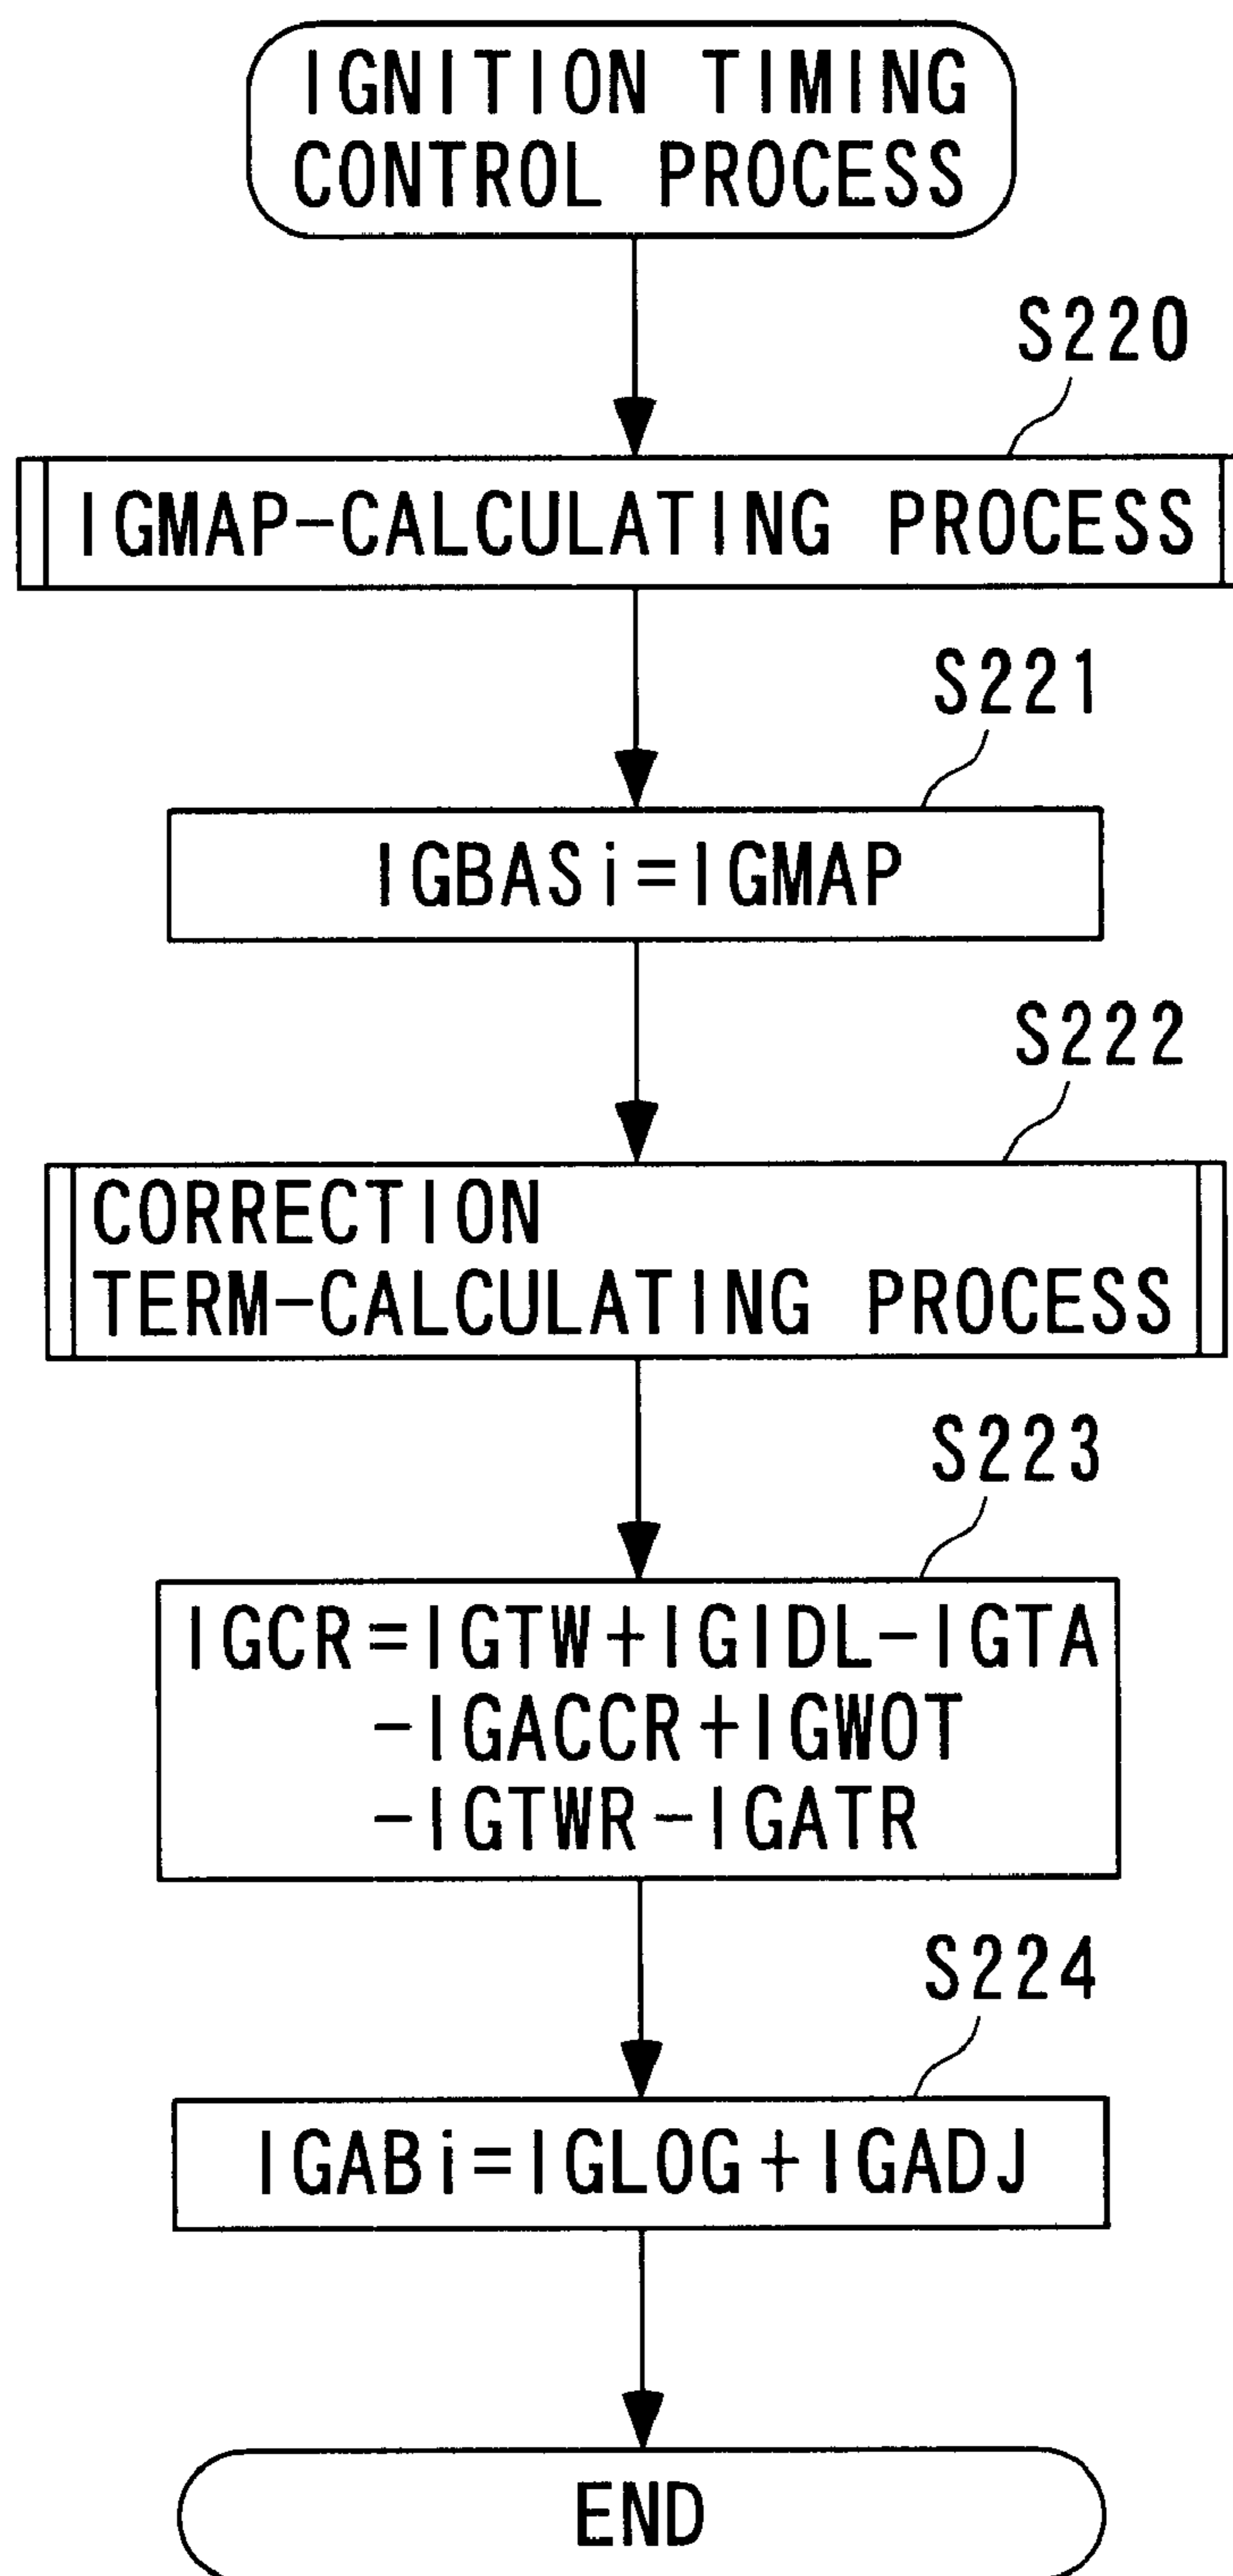 IGNITION TIMING
CONTROL PROCESS
S220
IGMAP-CALCULATING PROCESS
S221
IGBASi=IGMAP
S222
CORRECTION
TERM-CALCULATING PROCESS
S223
IGCR=IGTW+IGIDL-IGTA
-IGACCR+IGWOT
-IGTWR-IGATR
S224
IGABi=IGLOG+IGADJ
END